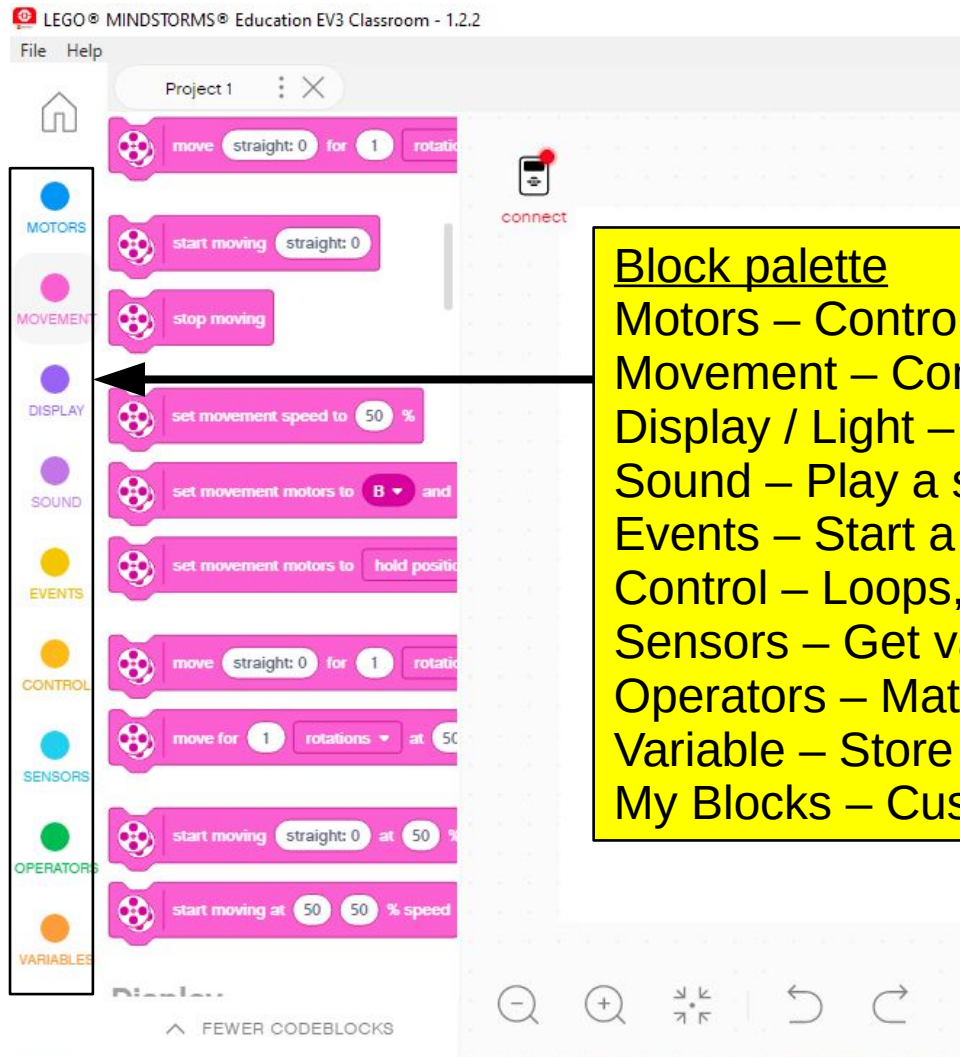 LEGO® MINDSTORMS® Education EV3 Classroom - 1.2.2
File Help
Project 1
move straight: 0 for 1
connect
MOTORS
start moving straight: 0
MOVEMENT
stop moving
DISPLAY
set movement speed to 50 %
SOUND
set movement motors to B and
EVENTS
set movement motors to hold
CONTROL
move straight: 0 for 1
SENSORS
move for 1 rotations at 50
OPERATORS
start moving straight: 0 at 50 %
VARIABLES
start moving at 50 50 % speed
Display
FEWER CODEBLOCKS
Block palette
Motors –
Movement –
Display / Light –
Sound – Play a
Events – Start a
Control – Loops,
Sensors – Get
Operators –
Variable – Store
My Blocks –